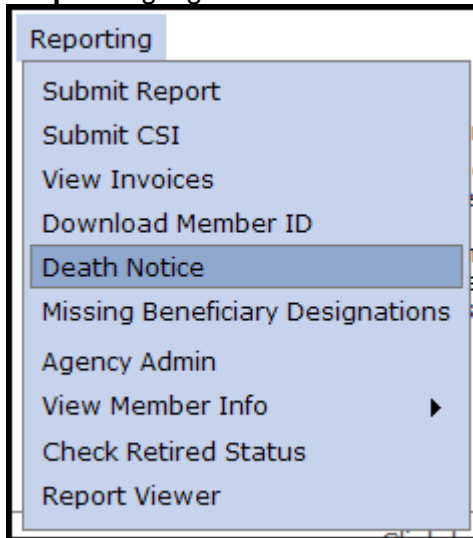 Reporting
Submit Report
Submit CSI
View Invoices
Download Member ID
Death Notice
Missing Beneficiary Designations
Agency Admin
View Member Info
Check Retired Status
Report Viewer